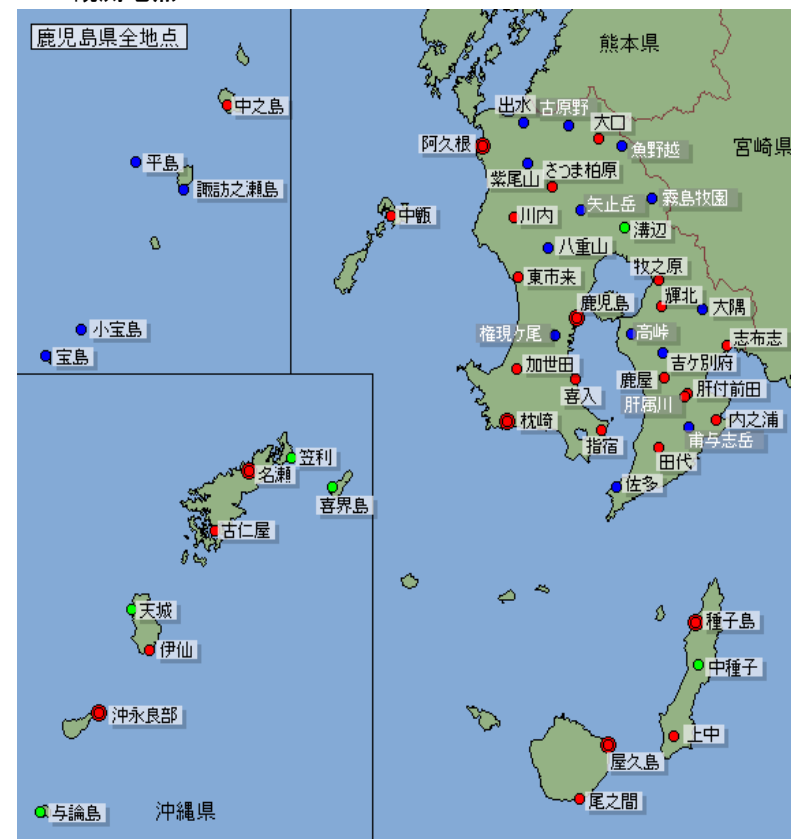 鹿児島県全地点
熊本県
宮崎県
中之島
平島
諏訪之瀬島
小宝島
宝島
出水
古原野
大口
阿久根
魚野越
紫尾山
さつま柏原
中甑
川内
矢止岳
霧島牧園
溝辺
八重山
東市来
牧之原
鹿児島
輝北
大隅
権現ケ尾
高峠
志布志
吉ケ別府
加世田
喜入
鹿屋
肝付前田
肝属川
枕崎
指宿
内之浦
甫与志岳
田代
佐多
笠利
名瀬
喜界島
古仁屋
天城
伊仙
沖永良部
与論島
沖縄県
種子島
中種子
上中
屋久島
尾之間